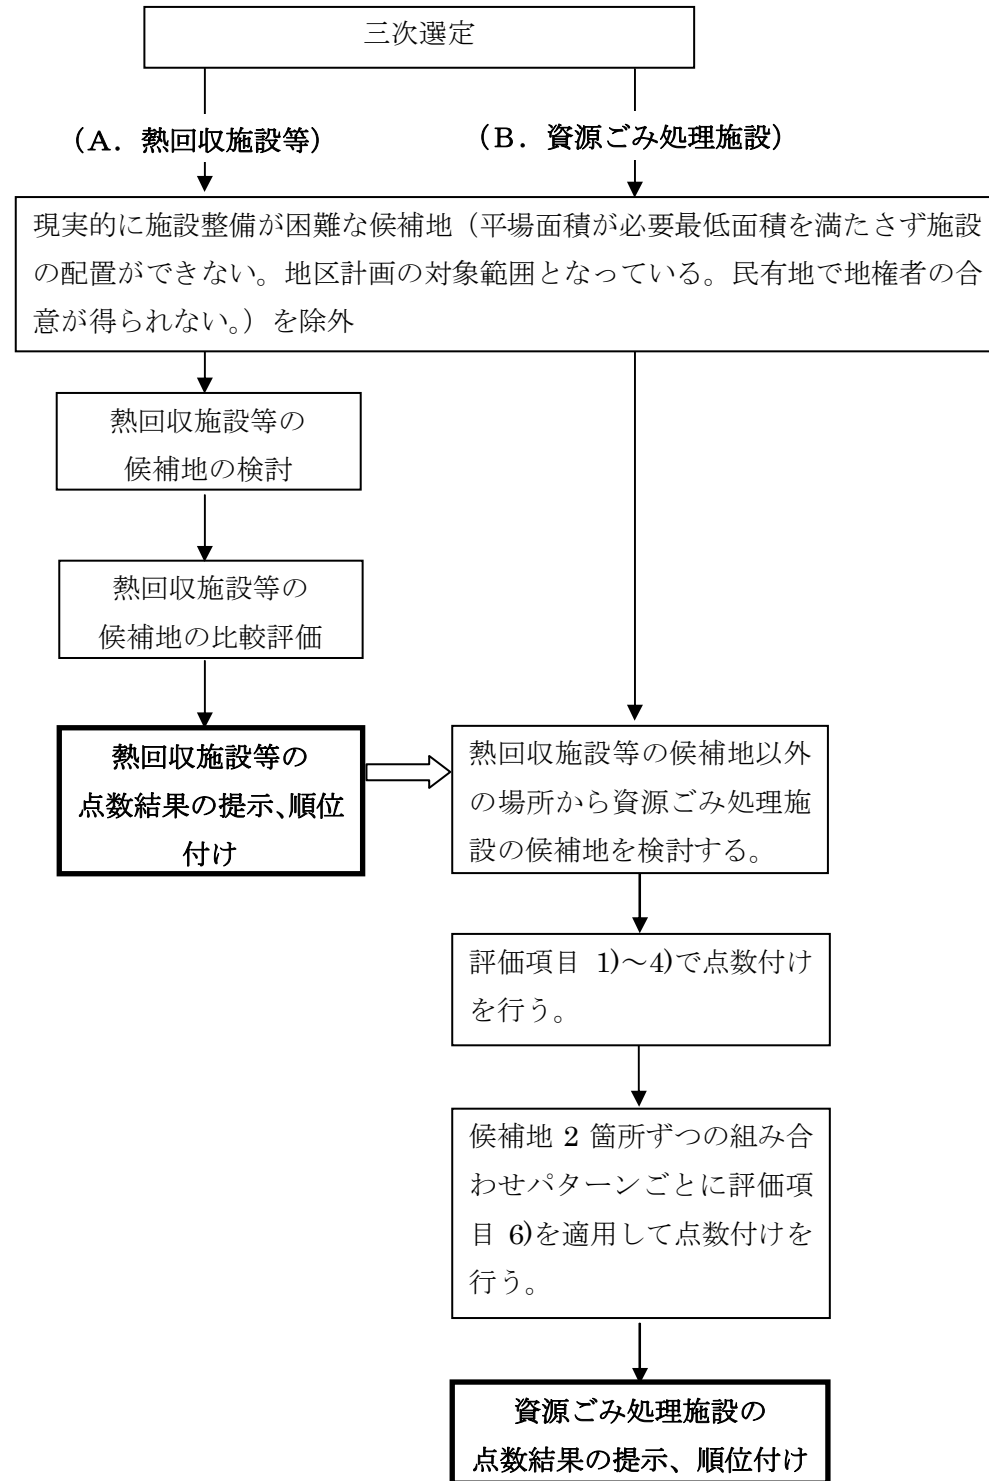 三次選定
（A．熱回収施設等）
（B．資源ごみ処理施設）
現実的に施設整備が困難な候補地（平場面積が必要最低面積を満たさず施設
の配置ができない。地区計画の対象範囲となっている。民有地で地権者の合
意が得られない。）を除外
熱回収施設等の
候補地の検討
熱回収施設等の
候補地の比較評価
熱回収施設等の
点数結果の提示、順位
付け
熱回収施設等の候補地以外
の場所から資源ごみ処理施
設の候補地を検討する。
評価項目 1)～4)で点数付け
を行う。
候補地 2 箇所ずつの組み合
わせパターンごとに評価項
目 6)を適用して点数付けを
行う。
資源ごみ処理施設の
点数結果の提示、順位付け